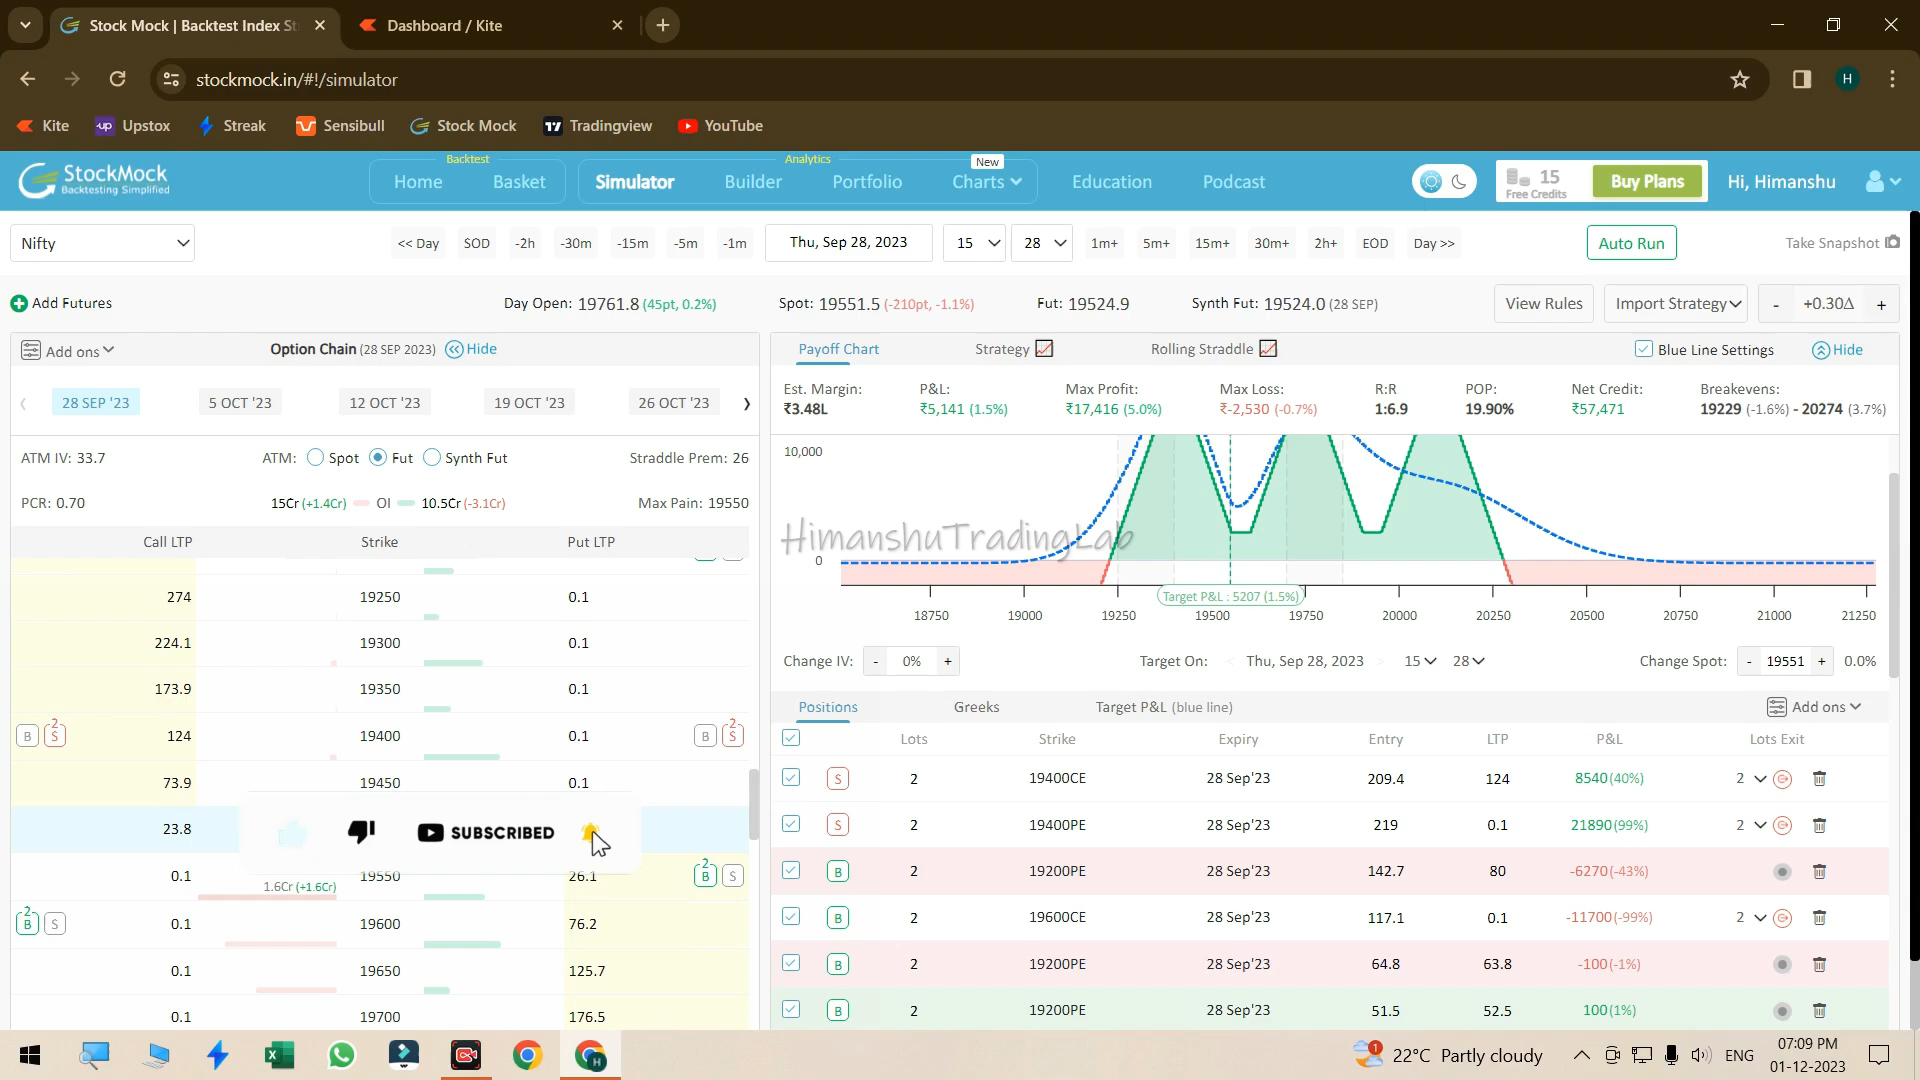 Stock Mock | Backtest Index St
Dashboard / Kite
stockmock.in/#!/simulator
H
Kite
up Upstox
Streak
Sensibull
Stock Mock
Tradingview
YouTube
StockMock
Backtesting Simplified
Backtest
Home
Basket
Analytics
Simulator
Builder
Portfolio
New
Charts
Education
Podcast
15
Free Credits
Buy Plans
Hi, Himanshu
Nifty
<< Day
SOD
-2h
-30m
-15m
-5m
-1m
Thu, Sep 28, 2023
15
28
1m+
5m+
15m+
30m+
2h+
EOD
Day >>
Auto Run
Take Snapshot
Add Futures
Day Open: 19761.8 (45pt, 0.2%)
Spot: 19551.5 (-210pt, -1.1%)
Fut: 19524.9
Synth Fut: 19524.0 (28 SEP)
View Rules
Import Strategy
- +0.30Δ +
Add ons
Option Chain (28 SEP 2023)
Hide
28 SEP '23
5 OCT '23
12 OCT '23
19 OCT '23
26 OCT '23
ATM IV: 33.7
ATM: Spot Fut Synth Fut
Straddle Prem: 26
PCR: 0.70
15Cr (+1.4Cr) OI 10.5Cr (-3.1Cr)
Max Pain: 19550
Call LTP Strike Put LTP
274 19250 0.1
224.1 19300 0.1
173.9 19350 0.1
B 2 S 124 19400 0.1 B 2 S
73.9 19450 0.1
23.8
SUBSCRIBED
0.1 1.6Cr (+1.6Cr) 19550 26.1 2 B S
2 B S 0.1 19600 76.2
0.1 19650 125.7
0.1 19700 176.5
Payoff Chart
Strategy
Rolling Straddle
Blue Line Settings
Hide
Est. Margin: P&L: Max Profit: Max Loss: R:R POP: Net Credit: Breakevens:
₹3.48L ₹5,141 (1.5%) ₹17,416 (5.0%) ₹-2,530 (-0.7%) 1:6.9 19.90% ₹57,471 19229 (-1.6%) - 20274 (3.7%)
10,000
HimanshuTradingLab
0
Target P&L : 5207 (1.5%)
18750 19000 19250 19500 19750 20000 20250 20500 20750 21000 21250
Change IV: - 0% +
Target On: < Thu, Sep 28, 2023 > 15 28
Change Spot: - 19551 + 0.0%
Positions
Greeks
Target P&L (blue line)
Add ons
Lots Strike Expiry Entry LTP P&L Lots Exit
S 2 19400CE 28 Sep'23 209.4 124 8540(40%) 2
S 2 19400PE 28 Sep'23 219 0.1 21890(99%) 2
B 2 19200PE 28 Sep'23 142.7 80 -6270(-43%)
B 2 19600CE 28 Sep'23 117.1 0.1 -11700(-99%) 2
B 2 19200PE 28 Sep'23 64.8 63.8 -100(-1%)
B 2 19200PE 28 Sep'23 51.5 52.5 100(1%)
1
22°C Partly cloudy
ENG
07:09 PM
01-12-2023